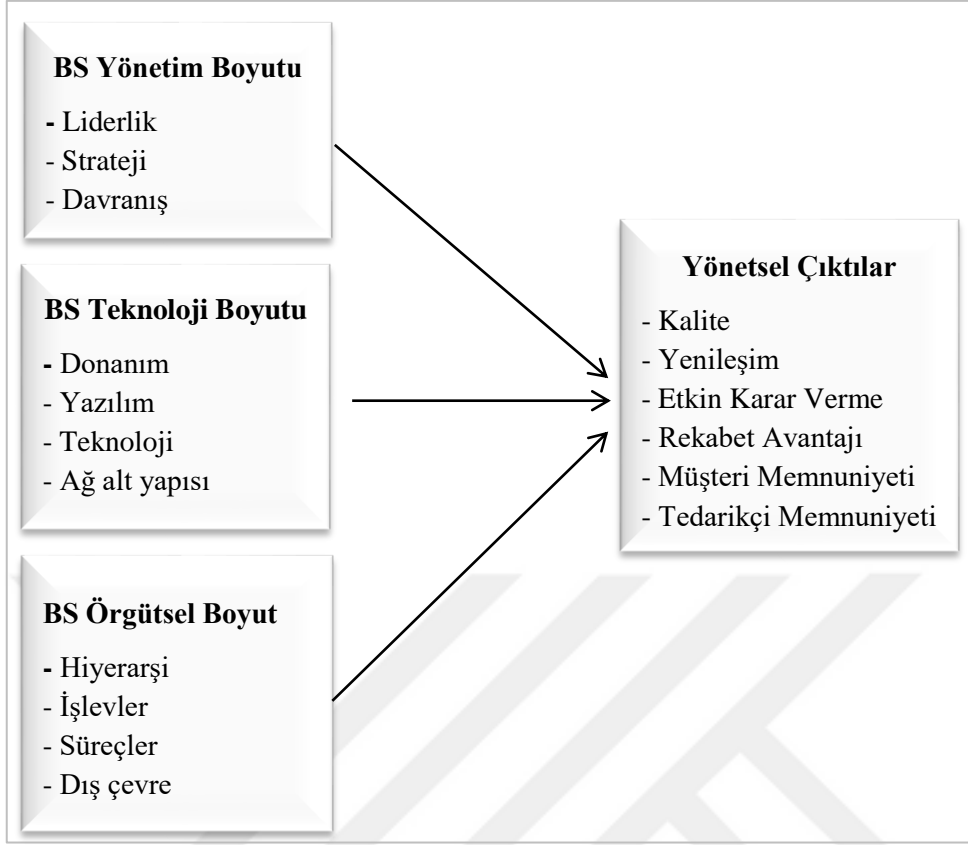 BS Yönetim Boyutu
- Liderlik
- Strateji
- Davranış
BS Teknoloji Boyutu
- Donanım
- Yazılım
- Teknoloji
- Ağ alt yapısı
BS Örgütsel Boyut
- Hiyerarşi
- İşlevler
- Süreçler
- Dış çevre
Yönetsel Çıktılar
- Kalite
- Yenileşim
- Etkin Karar Verme
- Rekabet Avantajı
- Müşteri Memnuniyeti
- Tedarikçi Memnuniyeti